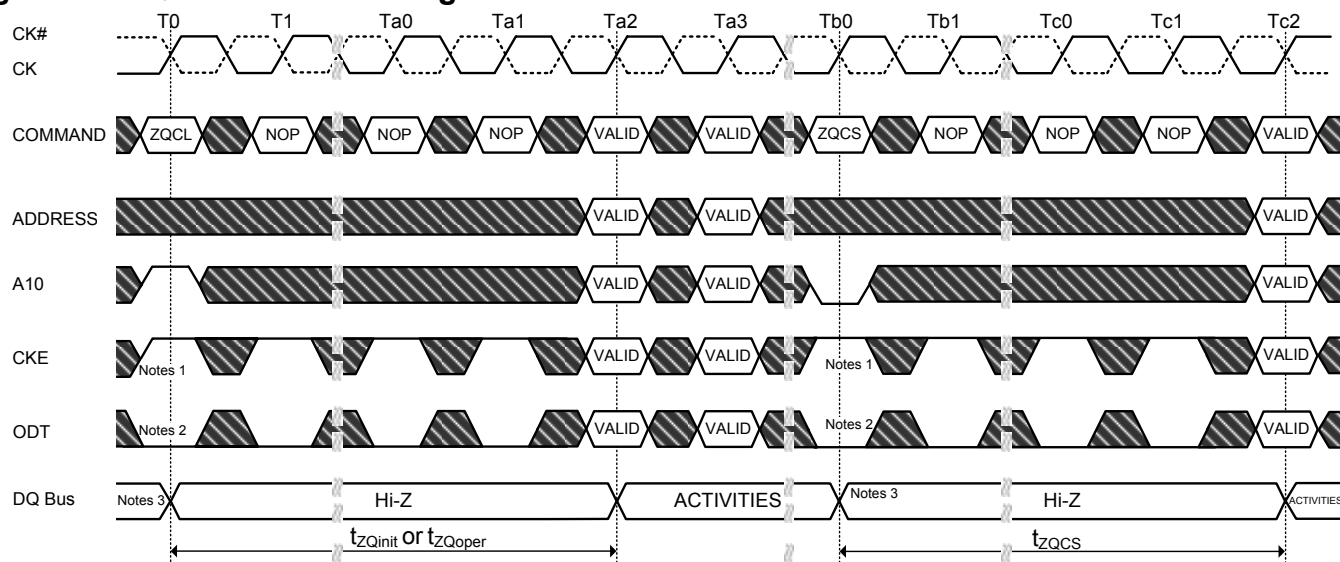 T0 T1 Ta0 Ta1 Ta2 Ta3 Tb0 Tb1 Tc0 Tc1 Tc2
CK#
CK
COMMAND ZQCL NOP NOP NOP VALID VALID ZQCS NOP NOP NOP VALID
ADDRESS VALID VALID VALID
A10 VALID VALID VALID
CKE Notes 1 VALID VALID Notes 1 VALID
ODT Notes 2 VALID VALID Notes 2 VALID
DQ Bus Notes 3 Hi-Z ACTIVITIES Notes 3 Hi-Z ACTIVITIES
tZQinit or tZQoper tZQCS